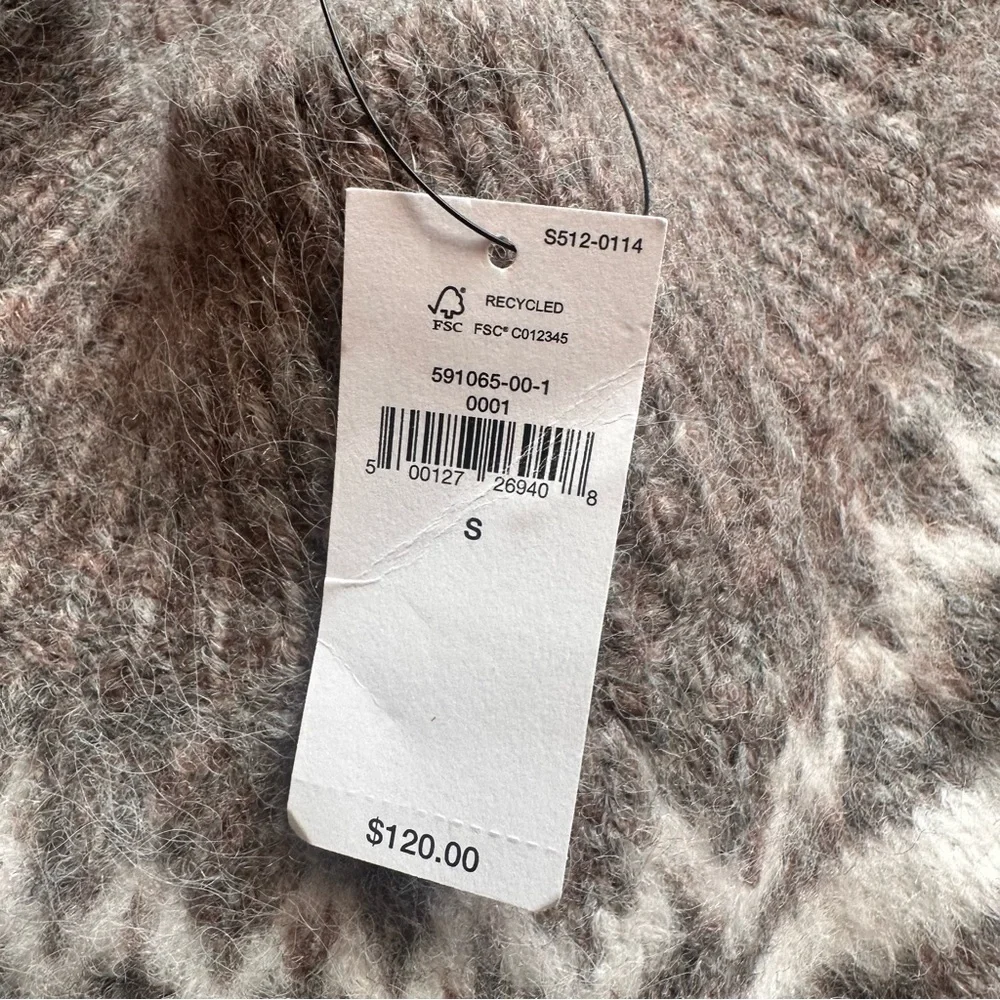 S512-0114
RECYCLED
FSC FSC® C012345
591065-00-1
0001
5 00127 26940 8
S
$120.00